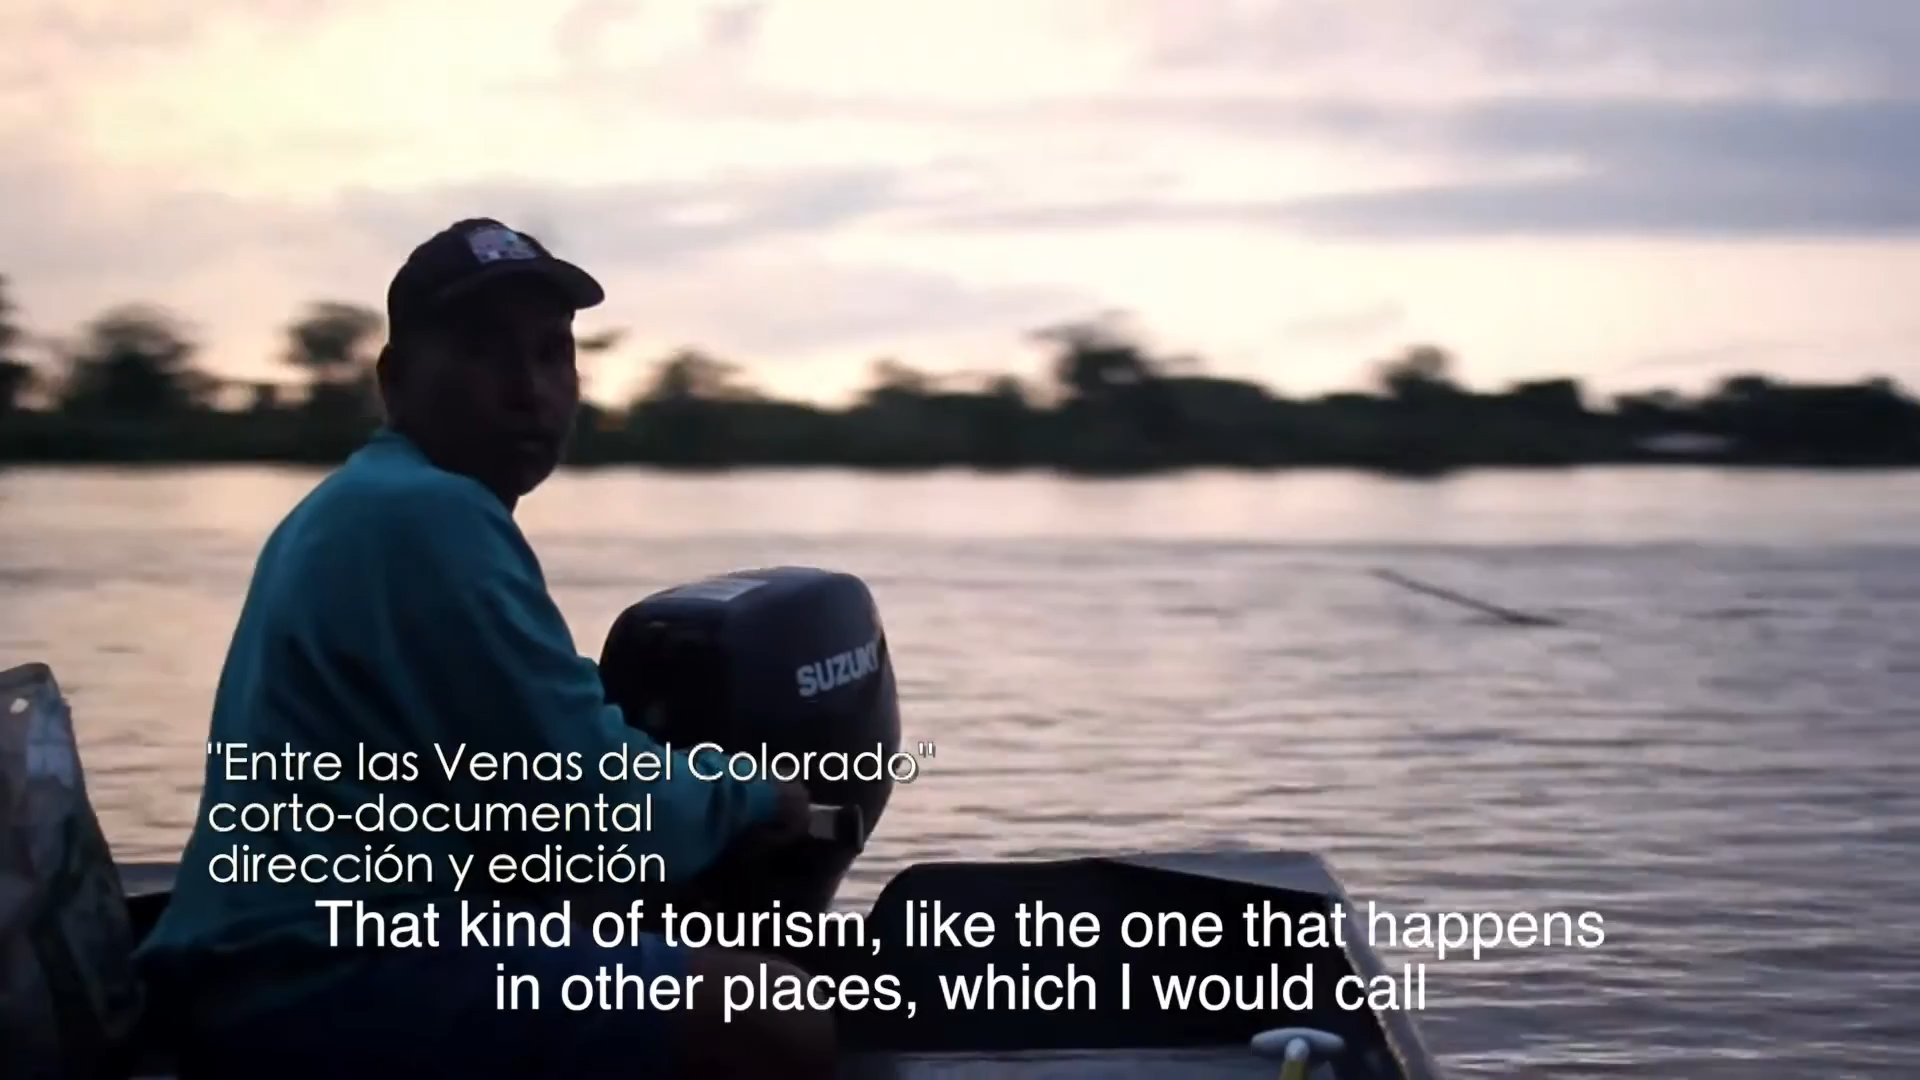 SUZUKI
"Entre las Venas del Colorado"
corto-documental
dirección y edición
That kind of tourism, like the one that happens
in other places, which I would call